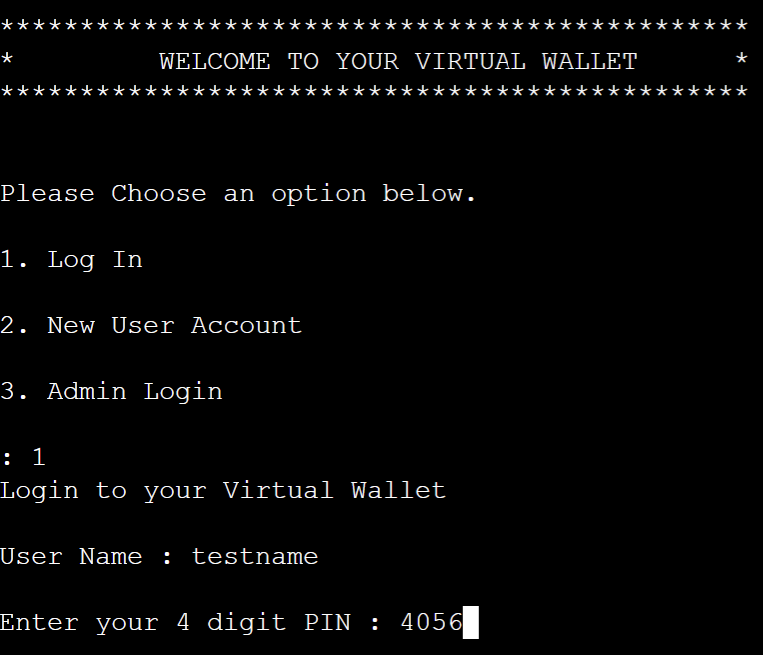 ***********************************************
* WELCOME TO YOUR VIRTUAL WALLET *
***********************************************
Please Choose an option below.
1. Log In
2. New User Account
3. Admin Login
: 1
Login to your Virtual Wallet
User Name : testname
Enter your 4 digit PIN : 4056